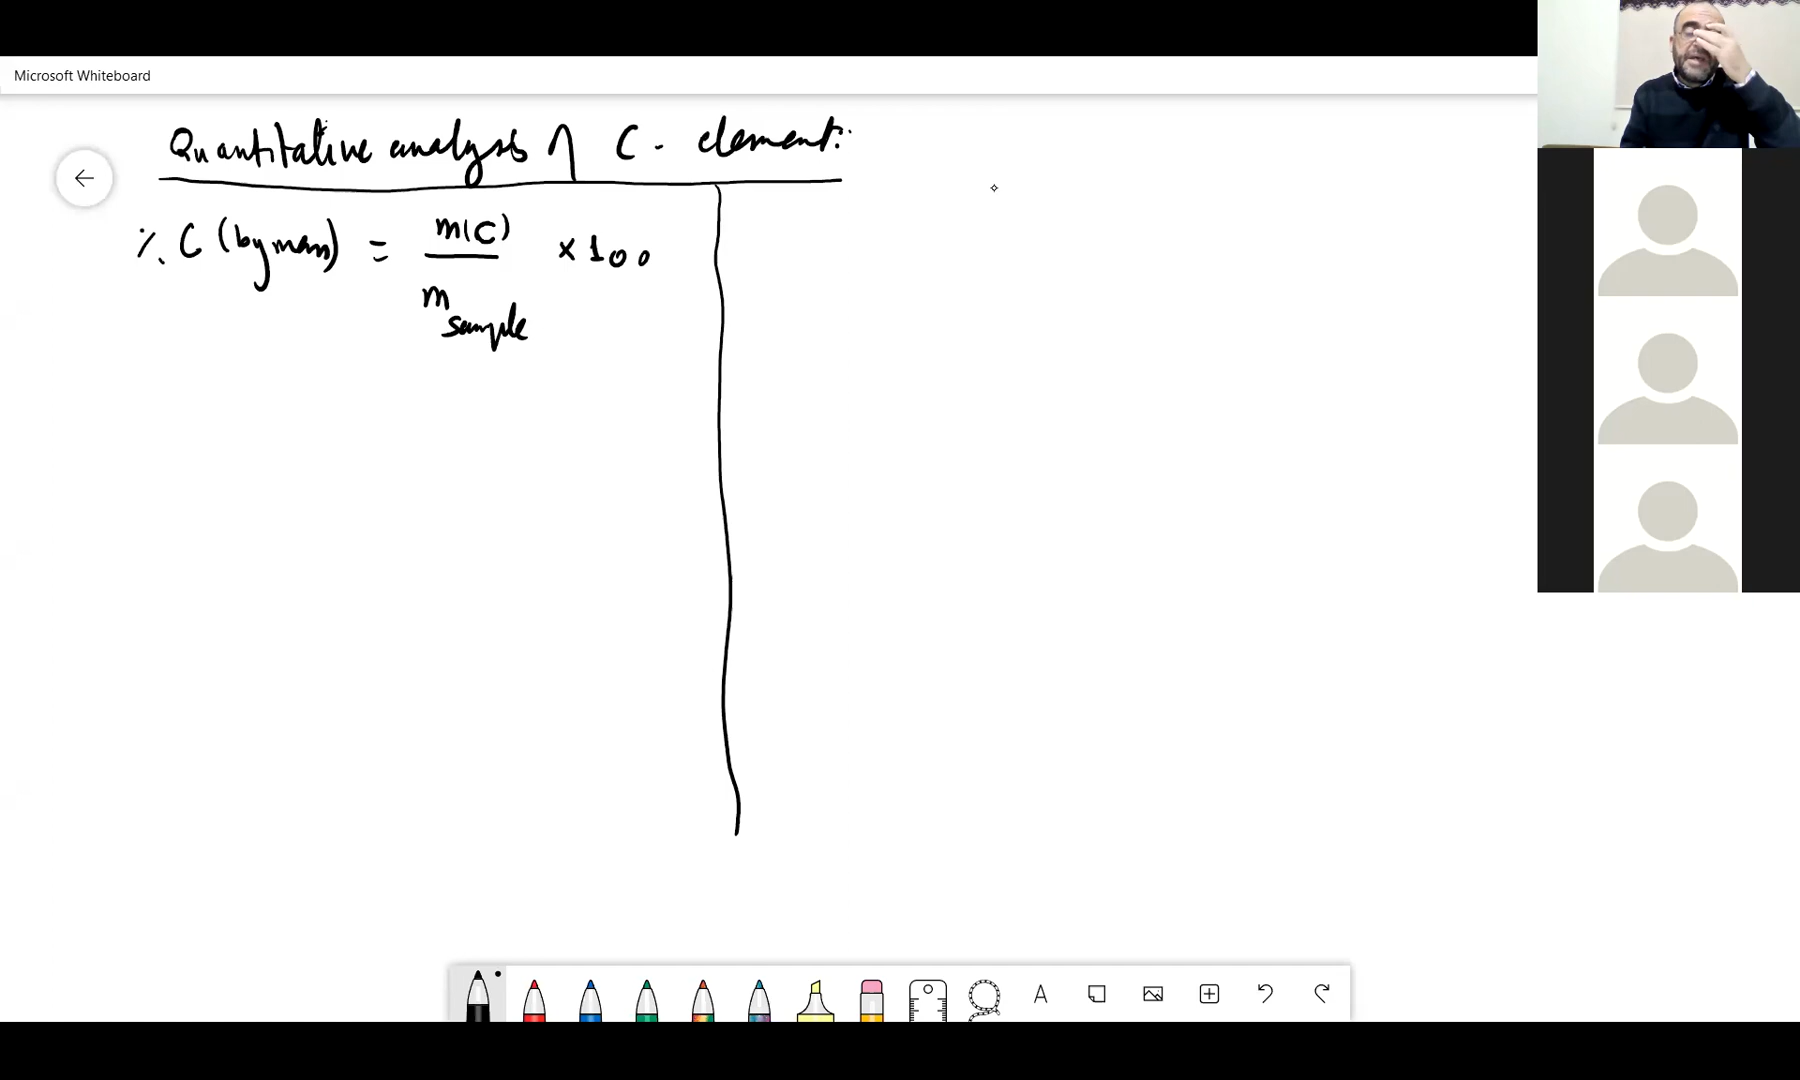 Microsoft Whiteboard
Quantitative analysis of C - element:
% C (by mass) = m(C) / m sample × 100